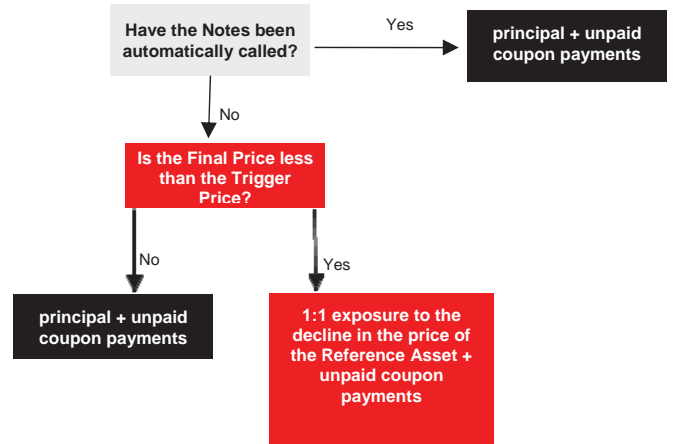 Have the Notes been
automatically called?
Yes
principal + unpaid
coupon payments
No
Is the Final Price less
than the Trigger
Price?
No
Yes
principal + unpaid
coupon payments
1:1 exposure to the
decline in the price of
the Reference Asset +
unpaid coupon
payments